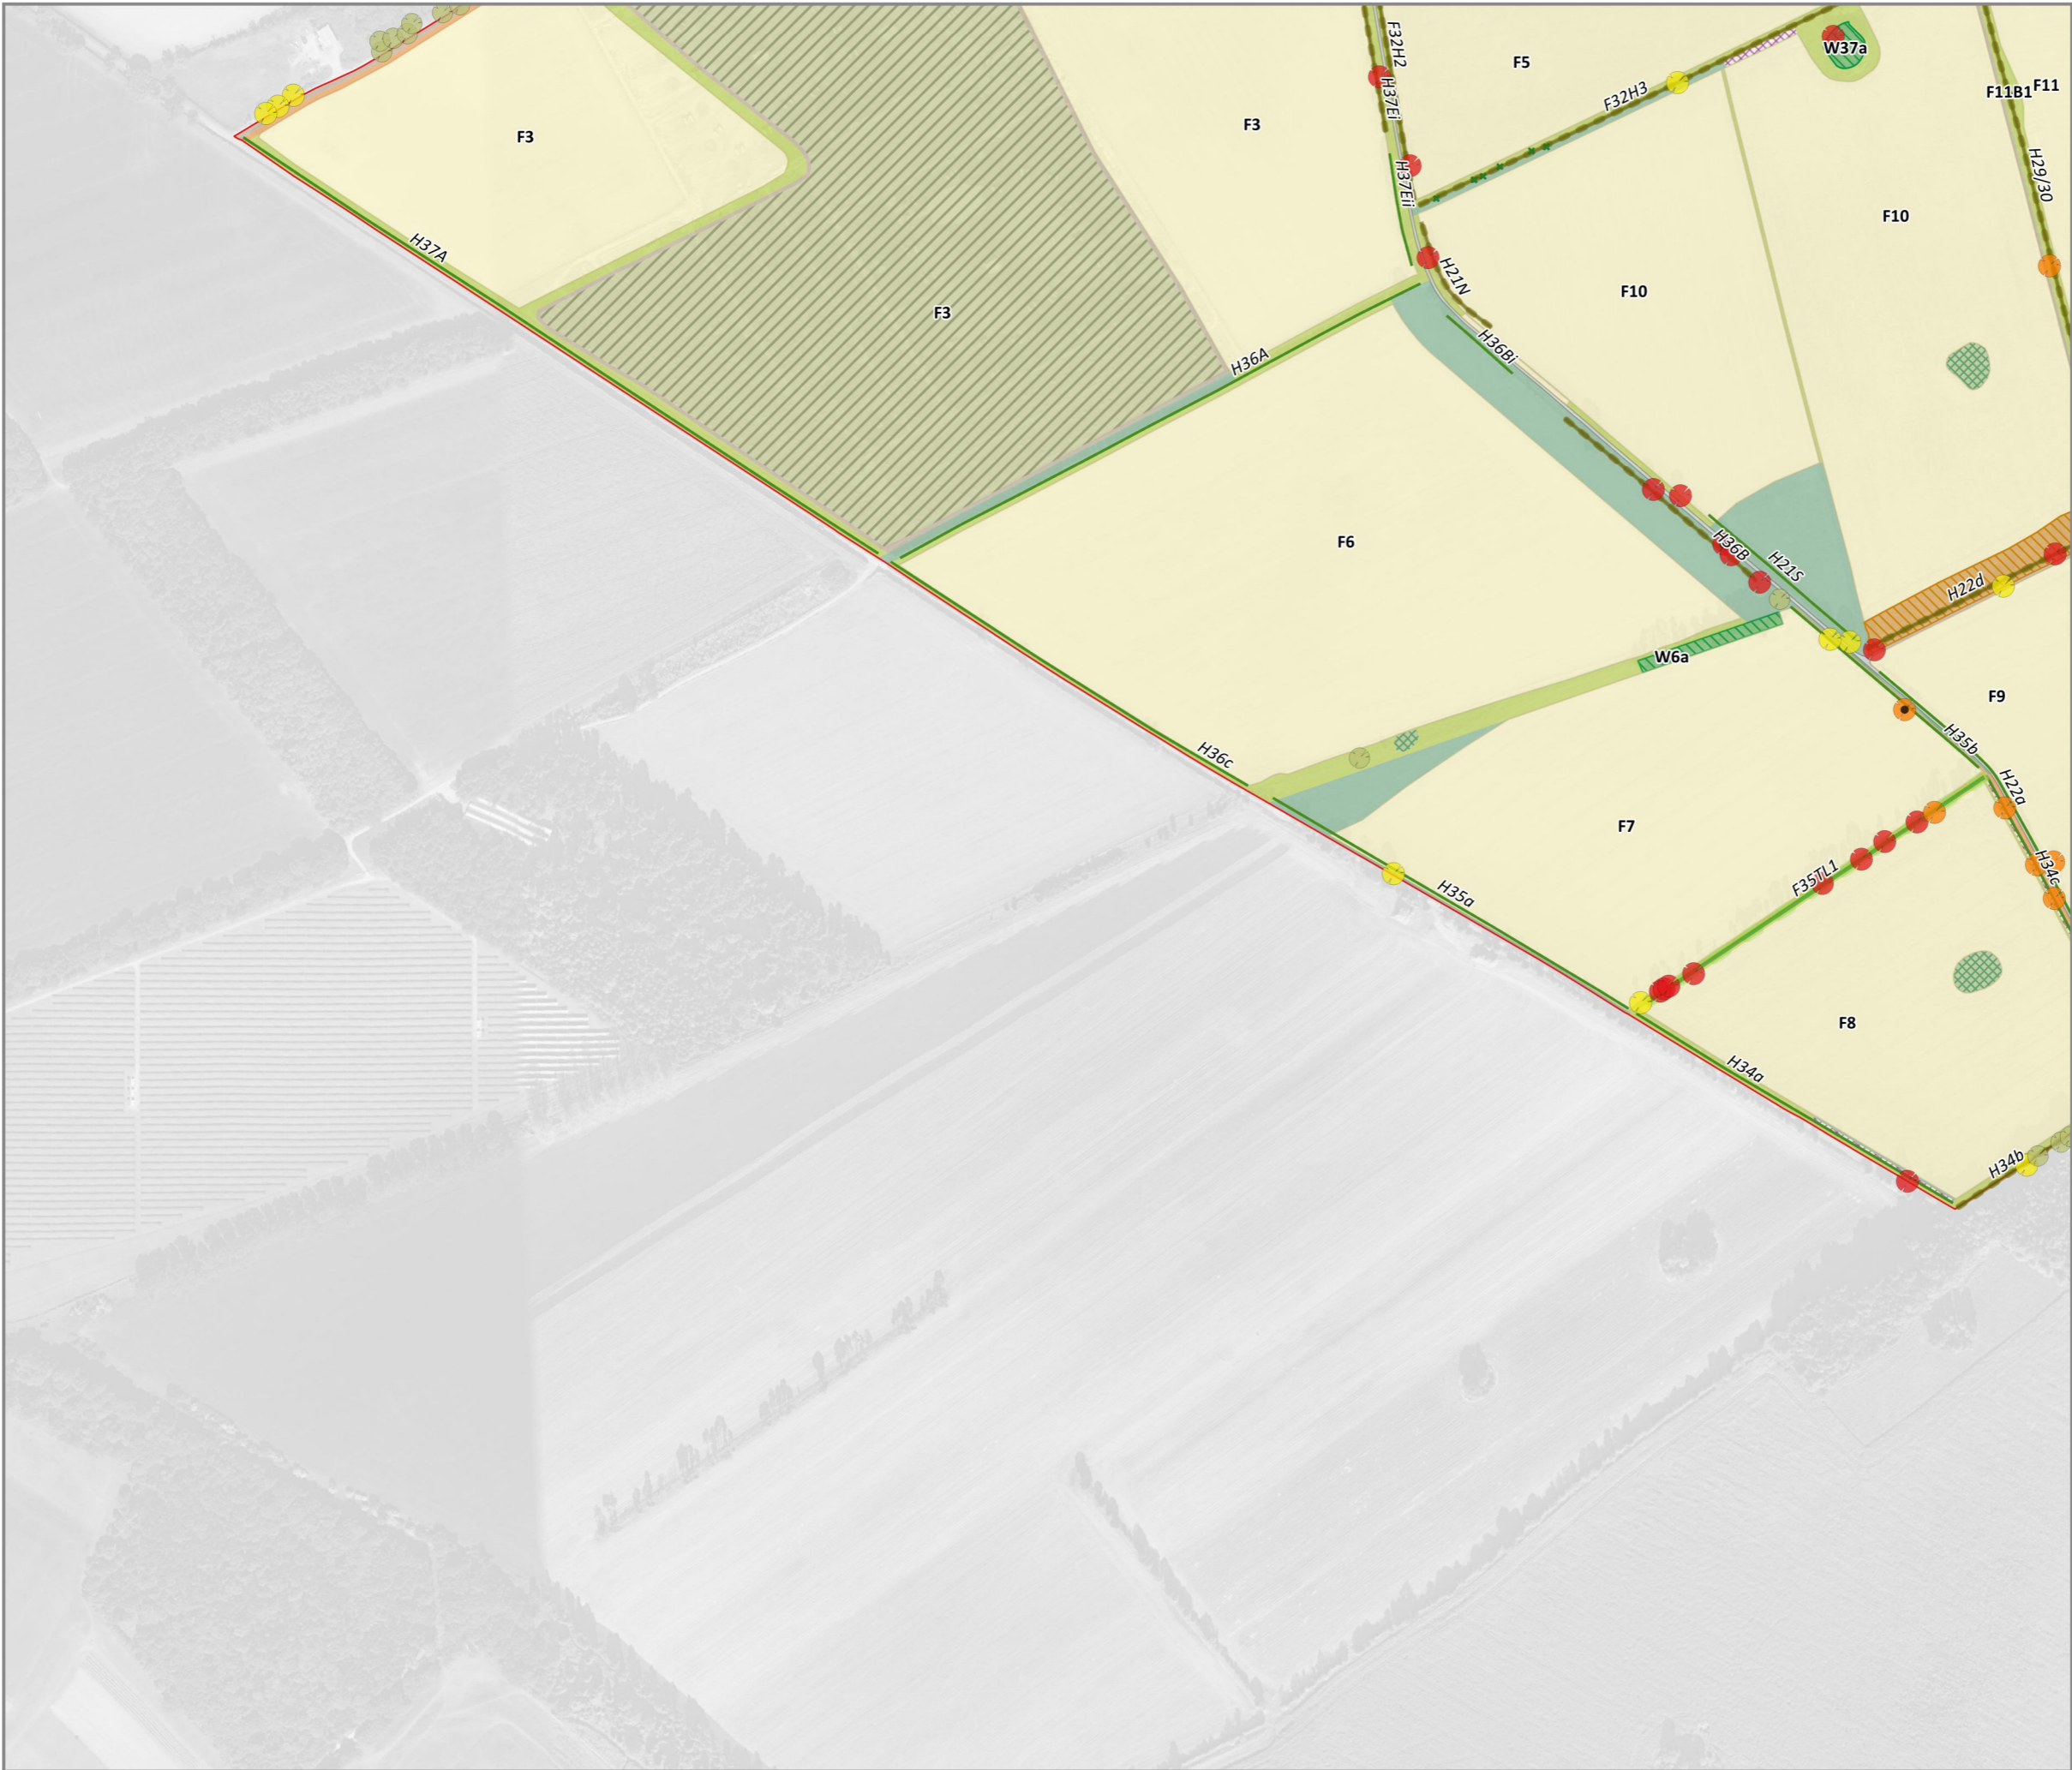 F32H2
F5
W37a
F11B1
F11
H37Ei
F32H3
F3
F3
H29/30
H37Eii
F10
H37A
H21N
F10
F3
H36Bi
H36A
F6
H36B
H21S
H22d
W6a
F9
H35b
H36c
H22a
F7
H34c
F35TL1
H35a
F8
H34a
H34b